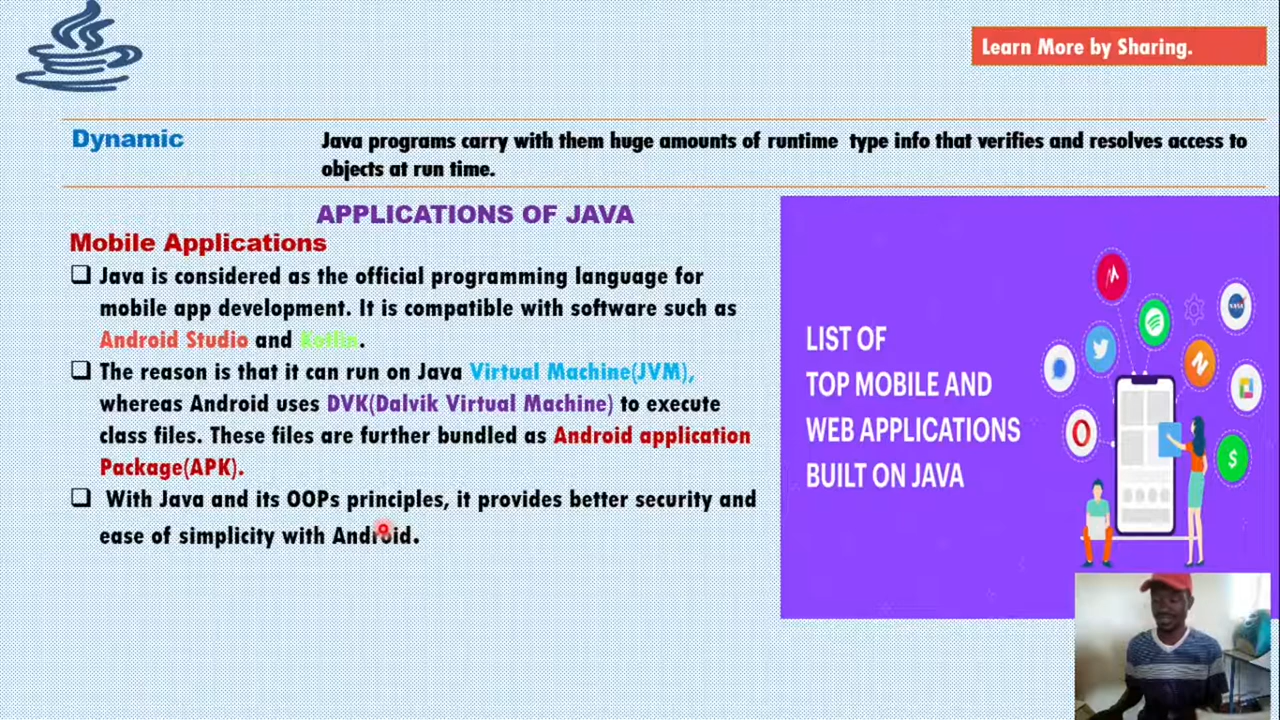 Learn More by Sharing.
Dynamic
Java programs carry with them huge amounts of runtime type info that verifies and resolves access to
objects at run time.
APPLICATIONS OF JAVA
Mobile Applications
Java is considered as the official programming language for
mobile app development. It is compatible with software such as
Android Studio and Kotlin.
The reason is that it can run on Java Virtual Machine(JVM),
whereas Android uses DVK(Dalvik Virtual Machine) to execute
class files. These files are further bundled as Android application
Package(APK).
With Java and its OOPs principles, it provides better security and
ease of simplicity with Android.
LIST OF
TOP MOBILE AND
WEB APPLICATIONS
BUILT ON JAVA